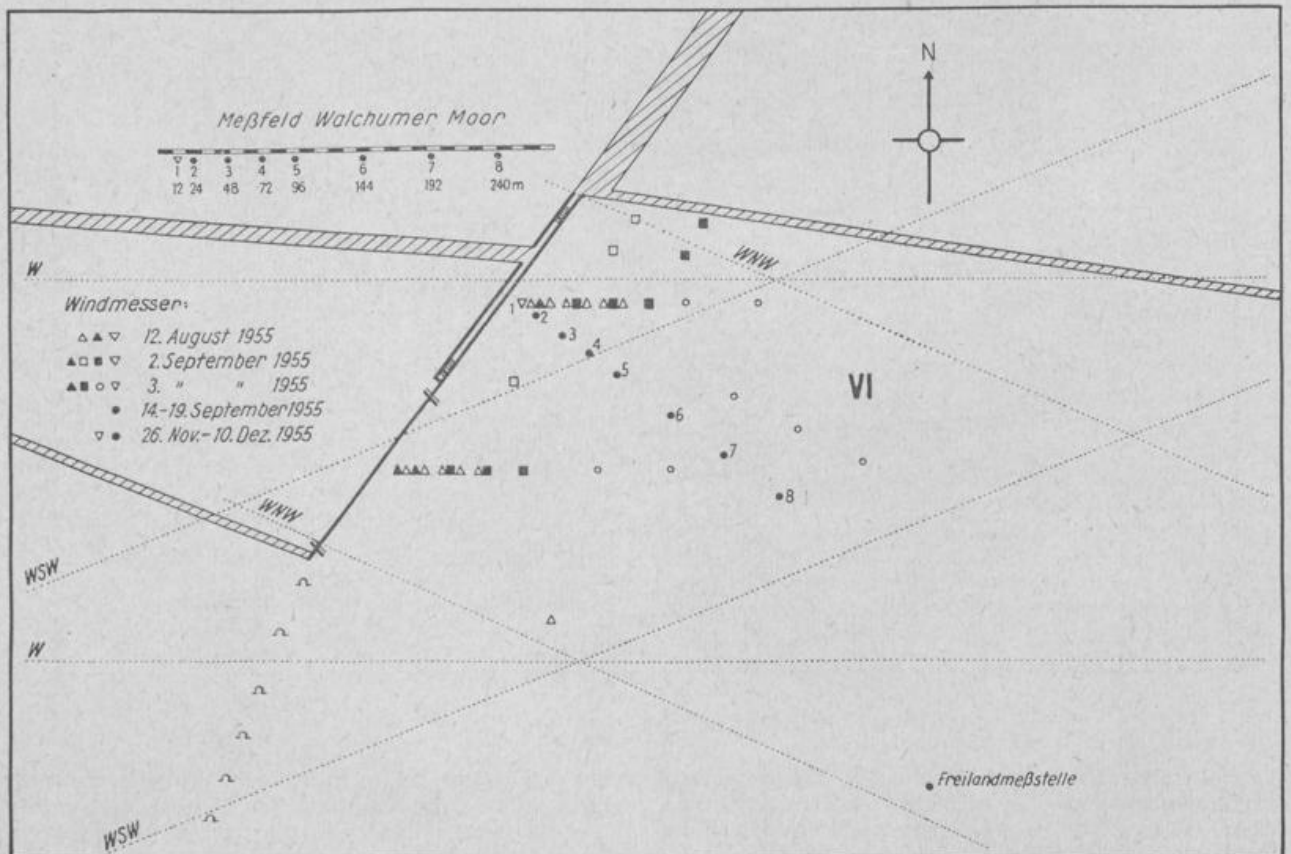 N
Meßfeld Walchumer Moor
1 2 3 4 5 6 7 8
12 24 48 72 96 144 192 240 m
WNW
W
Windmesser:
△ ▲ ▽ 12. August 1955
▲ □ ■ ▽ 2. September 1955
▲ ■ ○ ▽ 3. " " 1955
● 14.-19. September 1955
▽ ● 26. Nov.-10. Dez. 1955
1
2
3
4
5
6
7
8
VI
WNW
WSW
W
WSW
Freilandmeßstelle